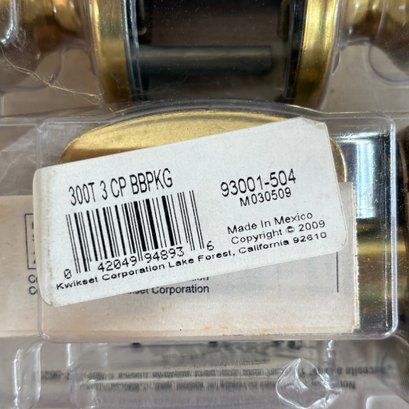 300T 3 CP BBPKG
93001-504
M030509
0 42049 94893 6
Made In Mexico
Copyright © 2009
Kwikset Corporation Lake Forest, California 92610
Corporation